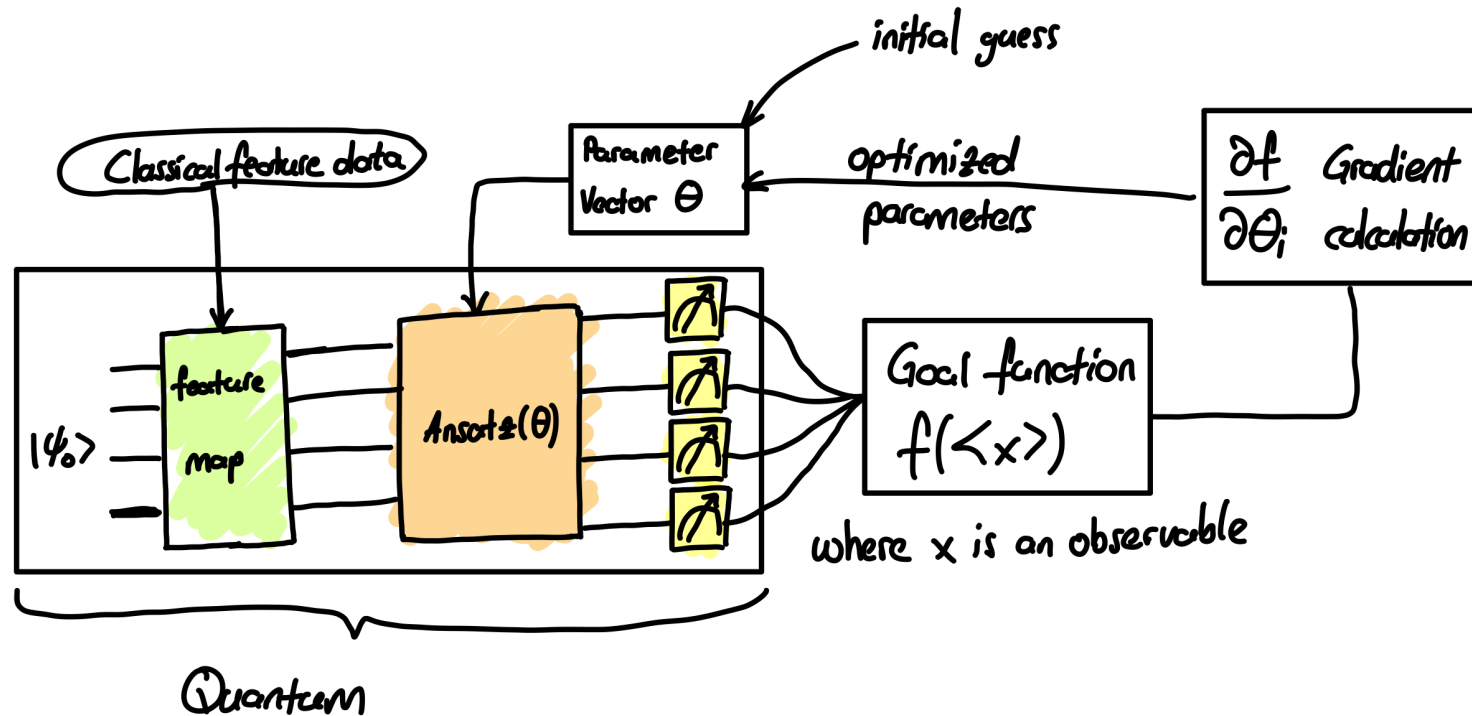 initial guess
Classical feature data
Parameter
Vector θ
optimized
parameters
∂f
∂θi
Gradient
calculation
|ψ₀>
feature
map
Ansatz(θ)
Goal function
f(<x>)
where x is an observable
Quantum